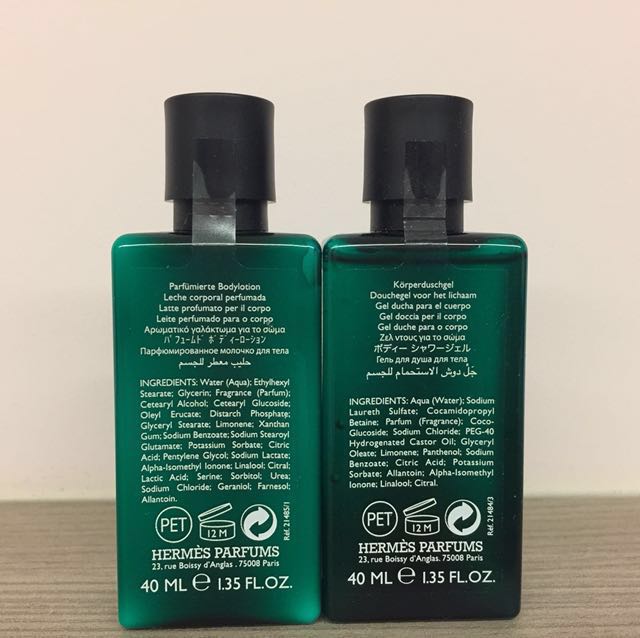 Parfümierte Bodylotion
Leche corporal perfumada
Latte profumato per il corpo
Leite perfumado para o corpo
Αρωματικό γαλάκτωμα για το σώμα
パフュームド ボディーローション
Парфюмированное молочко для тела
حليب معطر للجسم
INGREDIENTS: Water (Aqua); Ethylhexyl
Stearate; Glycerin; Fragrance (Parfum);
Cetearyl Alcohol; Cetearyl Glucoside;
Oleyl Erucate; Distarch Phosphate;
Glyceryl Stearate; Limonene; Xanthan
Gum; Sodium Benzoate; Sodium Stearoyl
Glutamate; Potassium Sorbate; Citric
Acid; Pentylene Glycol; Sodium Lactate;
Alpha-Isomethyl Ionone; Linalool; Citral;
Lactic Acid; Serine; Sorbitol; Urea;
Sodium Chloride; Geraniol; Farnesol;
Allantoin.
PET
12 M
Réf. 21485/1
HERMÈS PARFUMS
23, rue Boissy d'Anglas. 75008 Paris
40 ML e 1.35 FL.OZ.
Körperduschgel
Douchegel voor het lichaam
Gel ducha para el cuerpo
Gel doccia per il corpo
Gel duche para o corpo
Ζελ ντους για το σώμα
ボディー シャワージェル
Гель для душа для тела
جَل دوش الاستحمام للجسم
INGREDIENTS: Aqua (Water); Sodium
Laureth Sulfate; Cocamidopropyl
Betaine; Parfum (Fragrance); Coco-
Glucoside; Sodium Chloride; PEG-40
Hydrogenated Castor Oil; Glyceryl
Oleate; Limonene; Panthenol; Sodium
Benzoate; Citric Acid; Potassium
Sorbate; Allantoin; Alpha-Isomethyl
Ionone; Linalool; Citral.
PET
12 M
Réf. 21484/3
HERMÈS PARFUMS
23, rue Boissy d'Anglas. 75008 Paris
40 ML e 1.35 FL.OZ.